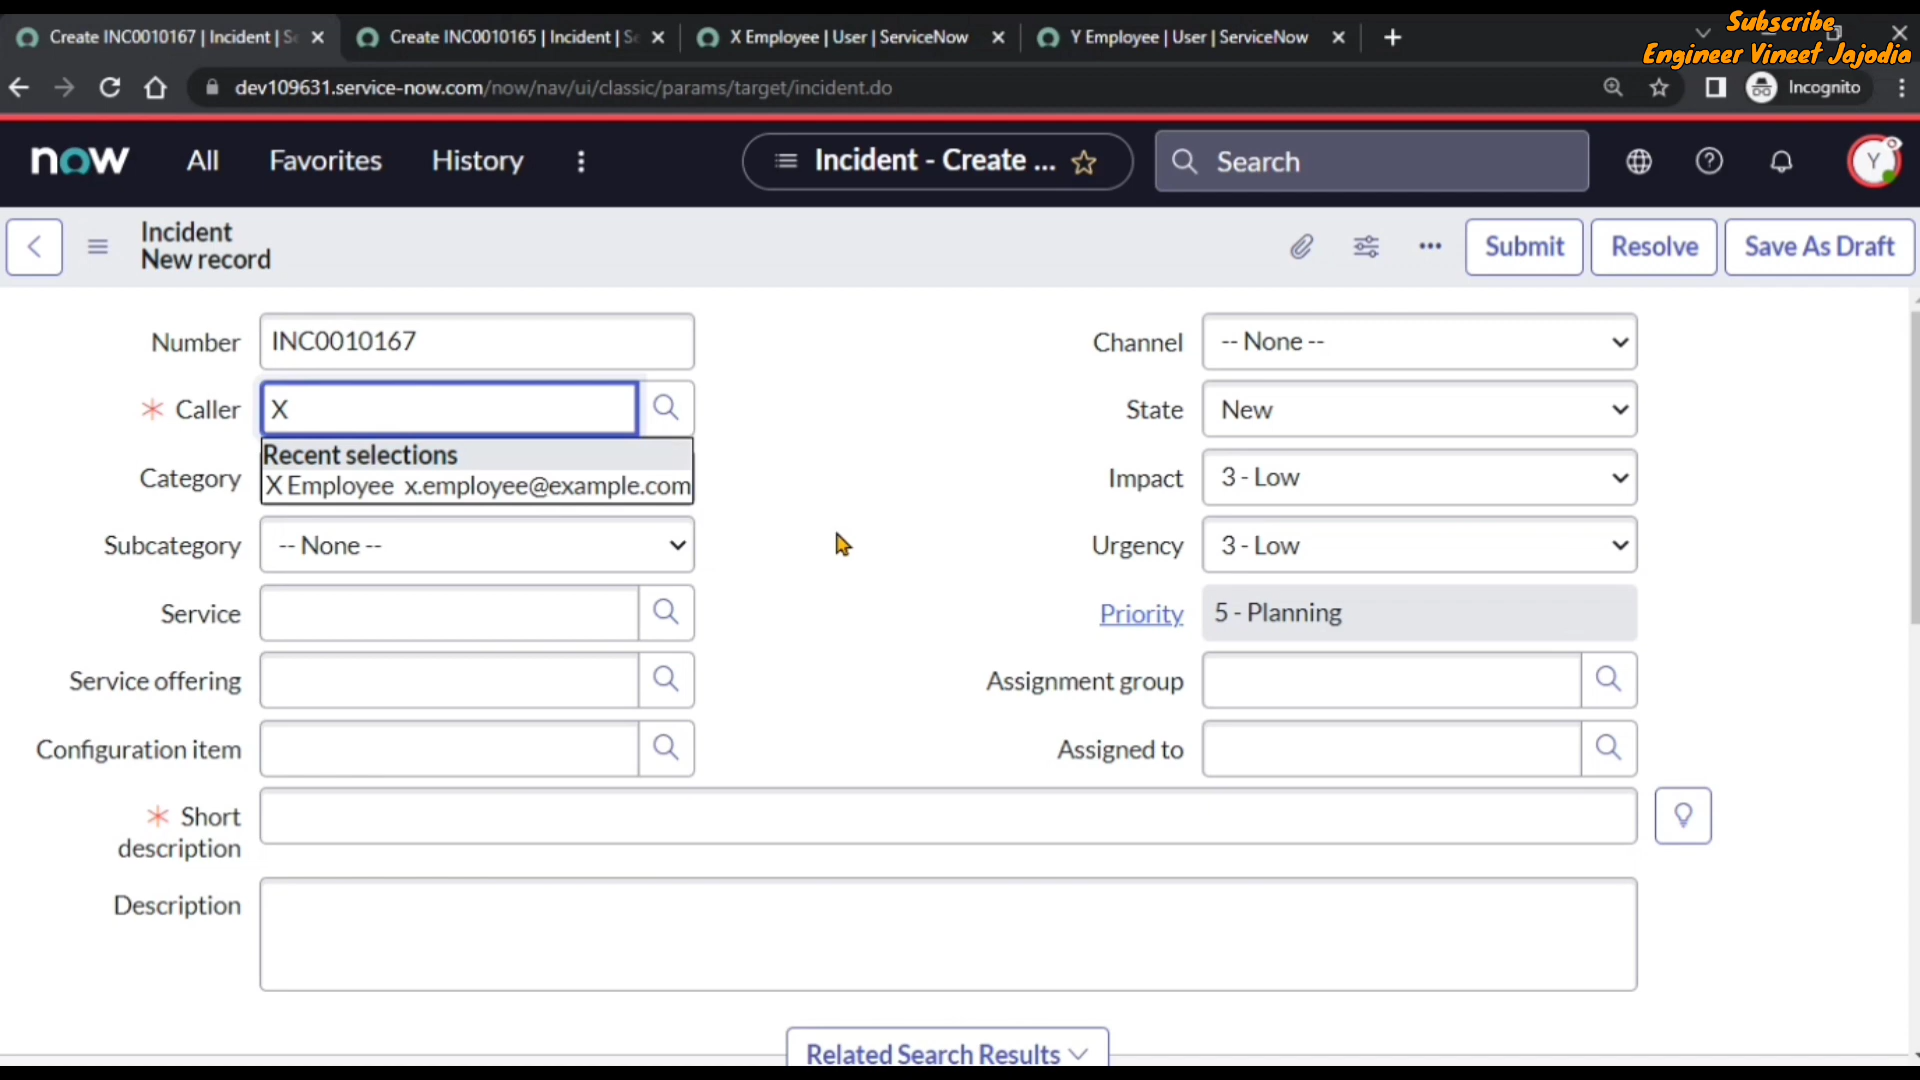 Create INC0010167 | Incident | S
Create INC0010165 | Incident | S
X Employee | User | ServiceNow
Y Employee | User | ServiceNow
Subscribe
Engineer Vineet Jajodia
dev109631.service-now.com/now/nav/ui/classic/params/target/incident.do
Incognito
now
All
Favorites
History
Incident - Create ...
Search
Y
Incident
New record
Submit
Resolve
Save As Draft
Number
INC0010167
Channel
-- None --
Caller
X
State
New
Recent selections
X Employee x.employee@example.com
Category
Impact
3 - Low
Subcategory
-- None --
Urgency
3 - Low
Service
Priority
5 - Planning
Service offering
Assignment group
Configuration item
Assigned to
Short
description
Description
Related Search Results